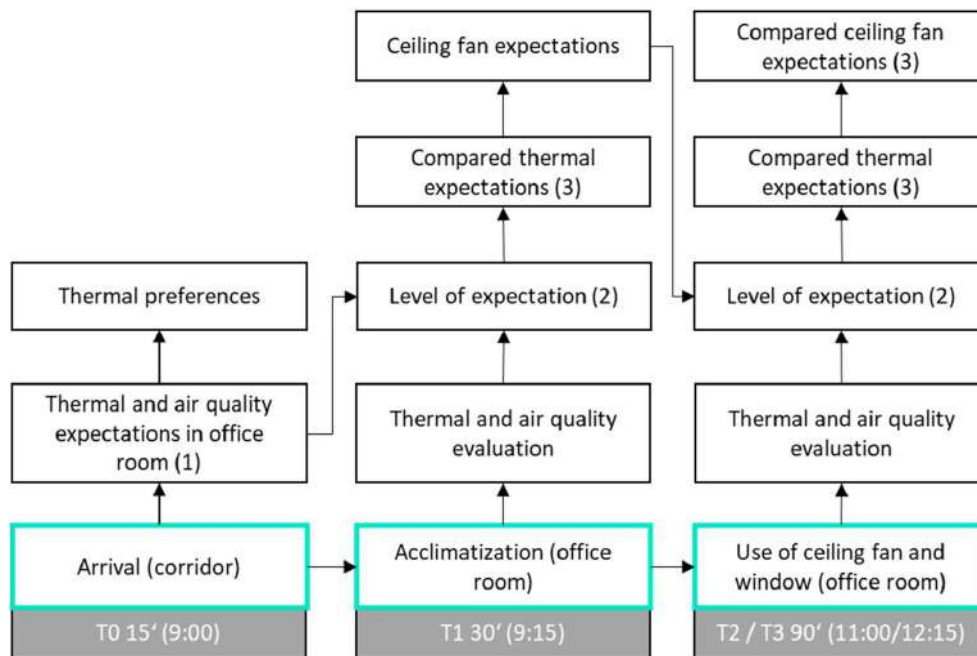 Ceiling fan expectations
Compared ceiling fan
expectations (3)
Compared thermal
expectations (3)
Compared thermal
expectations (3)
Thermal preferences
Level of expectation (2)
Level of expectation (2)
Thermal and air quality
expectations in office
room (1)
Thermal and air quality
evaluation
Thermal and air quality
evaluation
Arrival (corridor)
Acclimatization (office
room)
Use of ceiling fan and
window (office room)
T0 15‘ (9:00)
T1 30‘ (9:15)
T2 / T3 90‘ (11:00/12:15)